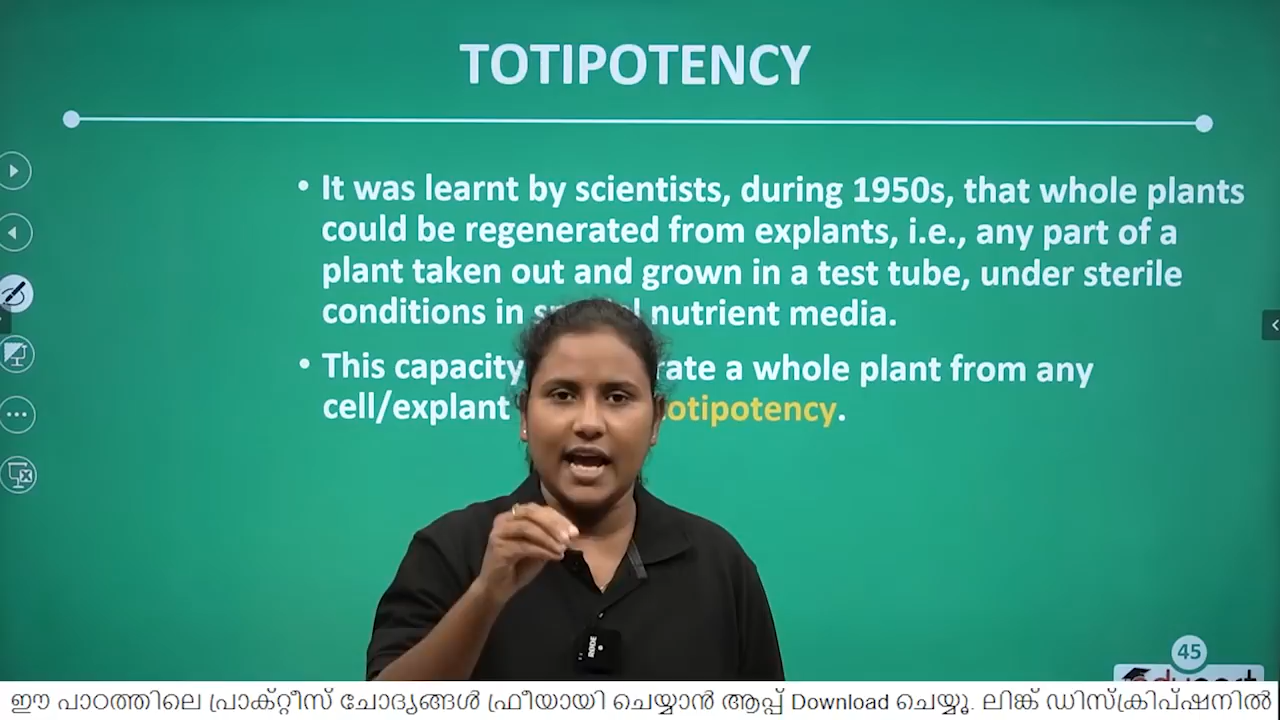 TOTIPOTENCY
• It was learnt by scientists, during 1950s, that whole plants
could be regenerated from explants, i.e., any part of a
plant taken out and grown in a test tube, under sterile
conditions in nutrient media.
• This capacity a whole plant from any
cell/explant otipotency.
RODE
45
ഈ പാഠത്തിലെ പ്രാക്റ്റീസ് ചോദ്യങ്ങൾ ഫ്രീയായി ചെയ്യാൻ ആപ്പ് Download ചെയ്യൂ. ലിങ്ക് ഡിസ്ക്രിപ്ഷനിൽ